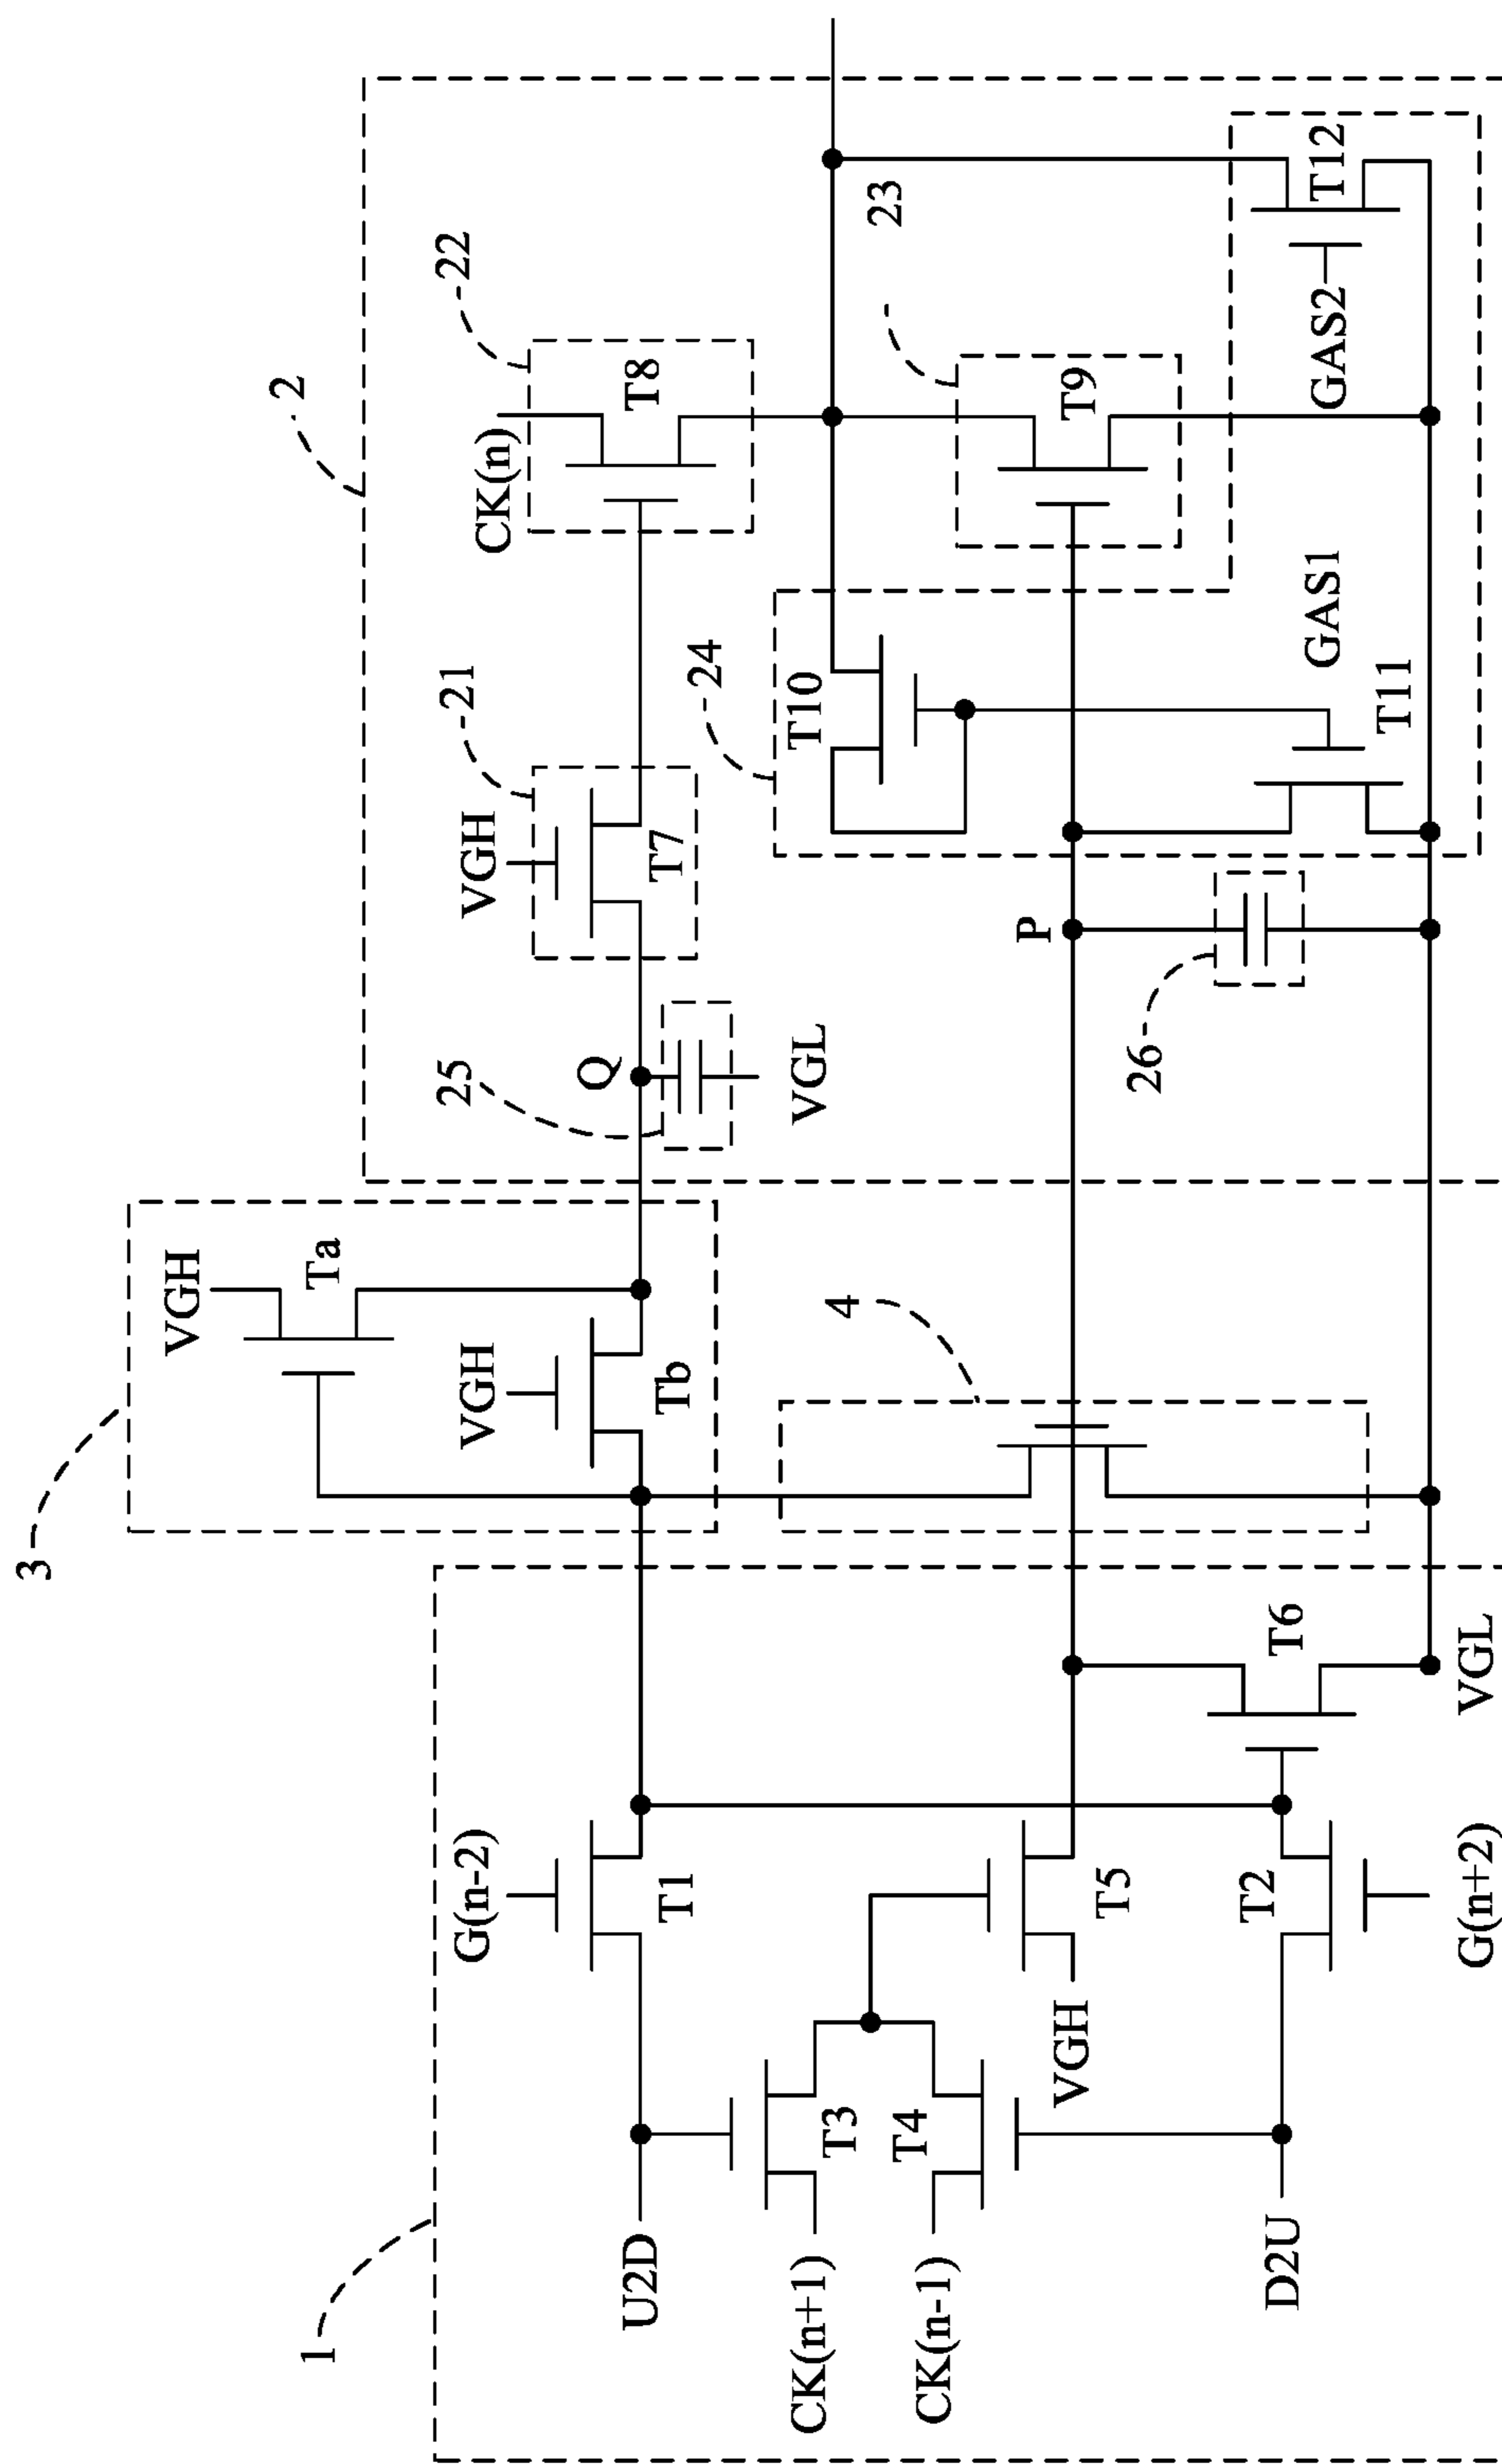 3
1
2
VGH
Ta
VGH
Tb
G(n-2)
T1
U2D
CK(n+1)
T3
CK(n-1)
T4
VGH
T5
D2U
T2
G(n+2)
T6
VGL
4
25
Q
VGL
VGH
21
T7
CK(n)
22
T8
24
T10
23
T9
P
26
GAS1
T11
GAS2
T12